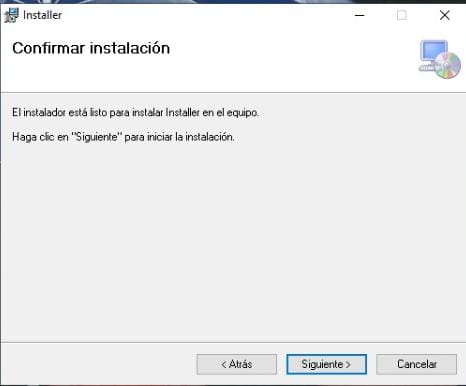 Installer
Confirmar instalación
El instalador está listo para instalar Installer en el equipo.
Haga clic en "Siguiente" para iniciar la instalación.
< Atrás
Siguiente >
Cancelar